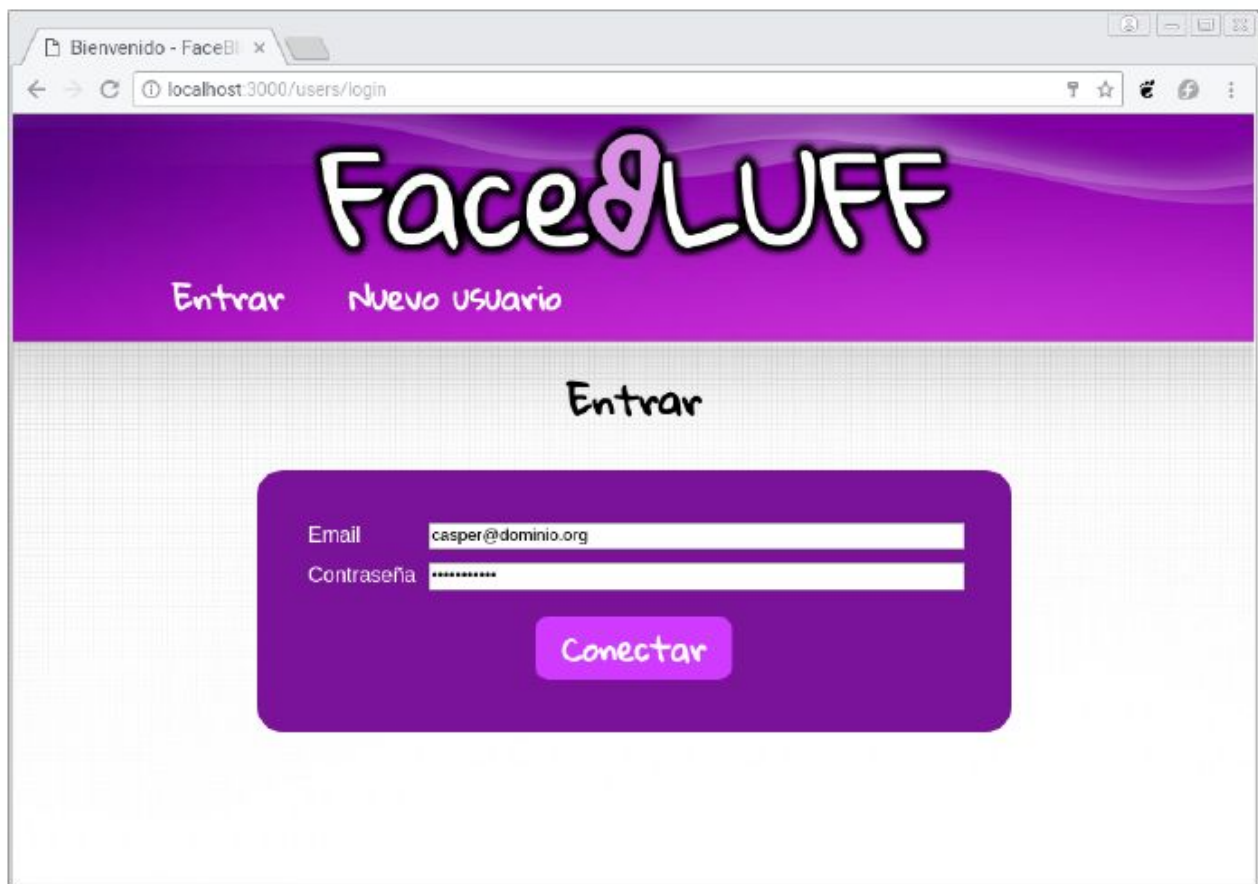 Bienvenido - FaceBl
localhost:3000/users/login
FaceBLUFF
Entrar
Nuevo usuario
Entrar
Email
casper@dominio.org
Contraseña
•••••••••••
Conectar